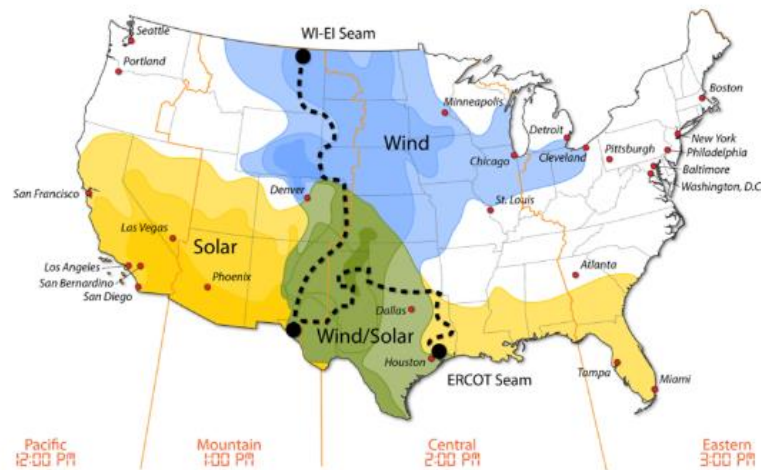 WI-EI Seam
Seattle
Portland
Minneapolis
Boston
Detroit
Wind
New York
Philadelphia
Pittsburgh
Chicago
Cleveland
Baltimore
Washington, D.C
San Francisco
Denver
St. Louis
Las Vegas
Solar
Los Angeles
San Bernardino
San Diego
Phoenix
Atlanta
Dallas
Wind/Solar
Houston
ERCOT Seam
Tampa
Miami
Pacific
12:00 PM
Mountain
1:00 PM
Central
2:00 PM
Eastern
3:00 PM